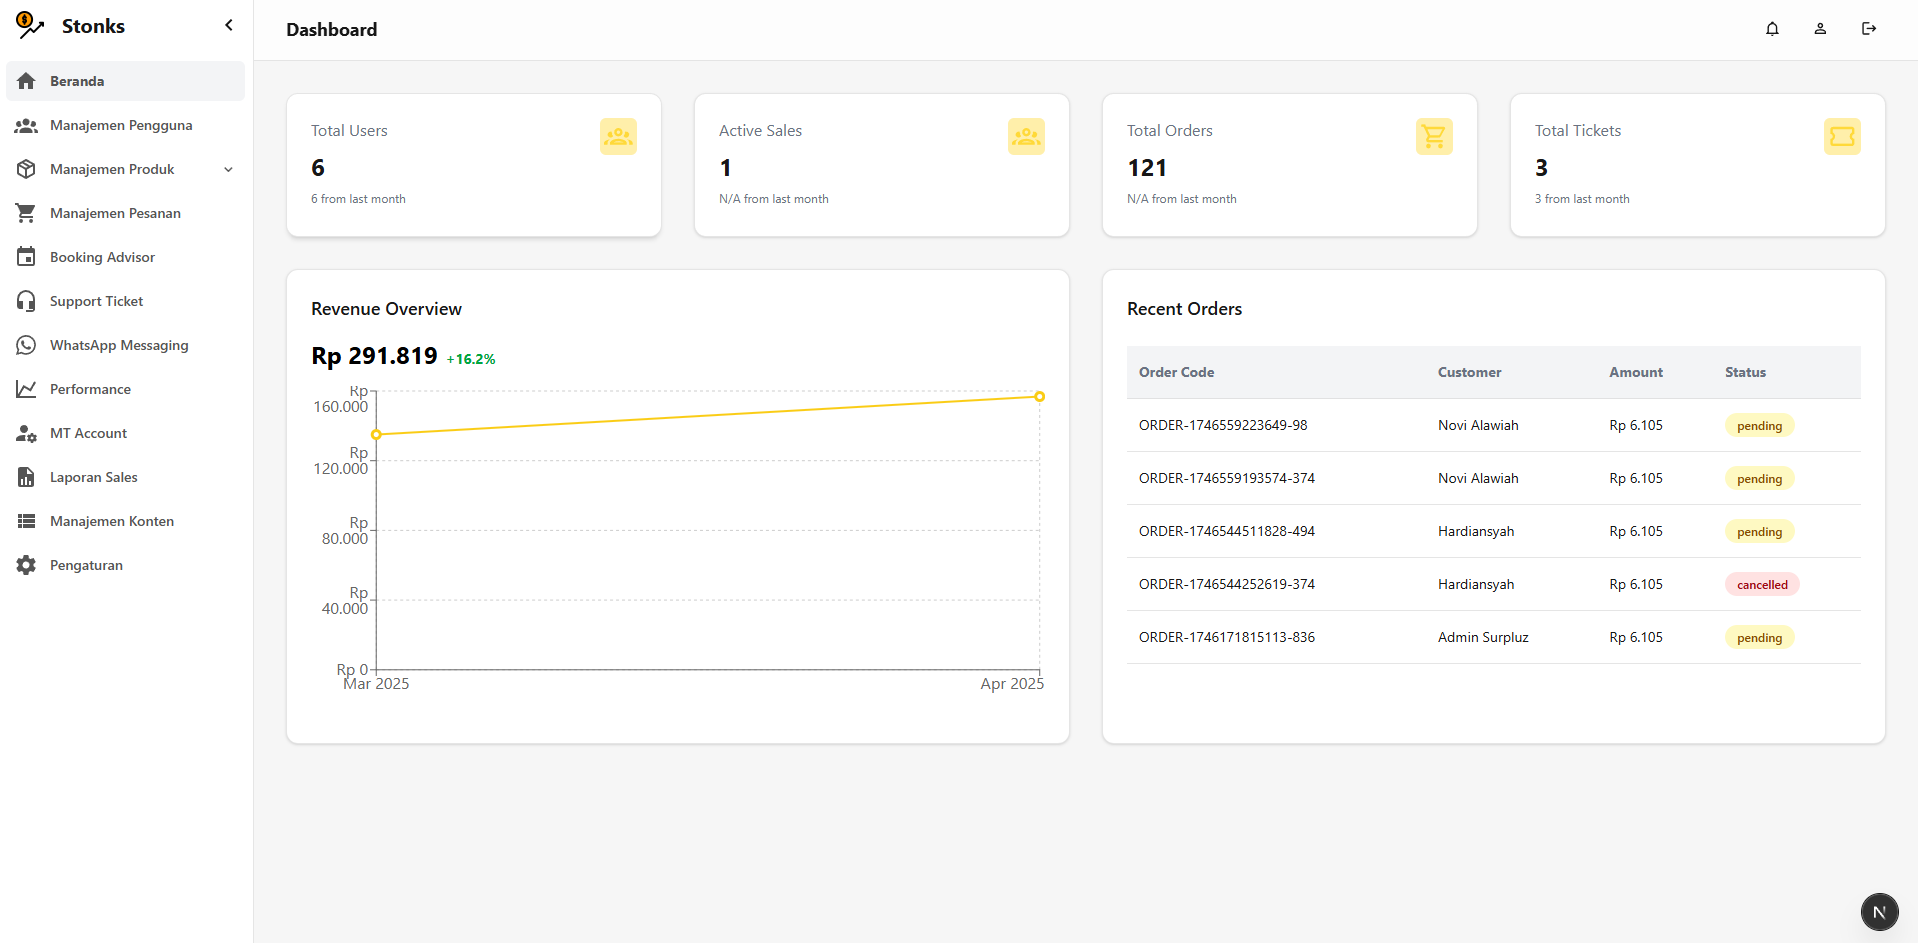 Stonks
Beranda
Manajemen Pengguna
Manajemen Produk
Manajemen Pesanan
Booking Advisor
Support Ticket
WhatsApp Messaging
Performance
MT Account
Laporan Sales
Manajemen Konten
Pengaturan
Dashboard
Total Users
6
6 from last month
Active Sales
1
N/A from last month
Total Orders
121
N/A from last month
Total Tickets
3
3 from last month
Revenue Overview
Rp 291.819 +16.2%
Rp
160.000
Rp
120.000
Rp
80.000
Rp
40.000
Rp 0
Mar 2025 Apr 2025
Recent Orders
Order Code Customer Amount Status
ORDER-1746559223649-98 Novi Alawiah Rp 6.105 pending
ORDER-1746559193574-374 Novi Alawiah Rp 6.105 pending
ORDER-1746544511828-494 Hardiansyah Rp 6.105 pending
ORDER-1746544252619-374 Hardiansyah Rp 6.105 cancelled
ORDER-1746171815113-836 Admin Surpluz Rp 6.105 pending
N